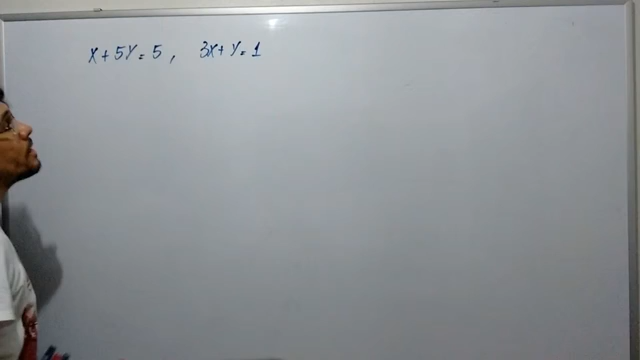 x + 5y = 5 , 3x + y = 1